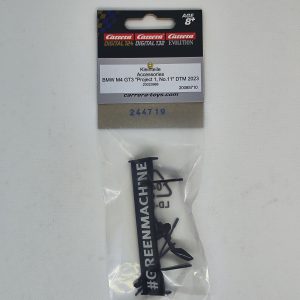 Carrera Carrera Carrera
DIGITAL 124 DIGITAL 132 EVOLUTION
AGE
8+
Kleinteile
Accessories
BMW M4 GT3 "Project 1, No.11" DTM 2023
carrera-toys.com
244719
#GREENMACHINE